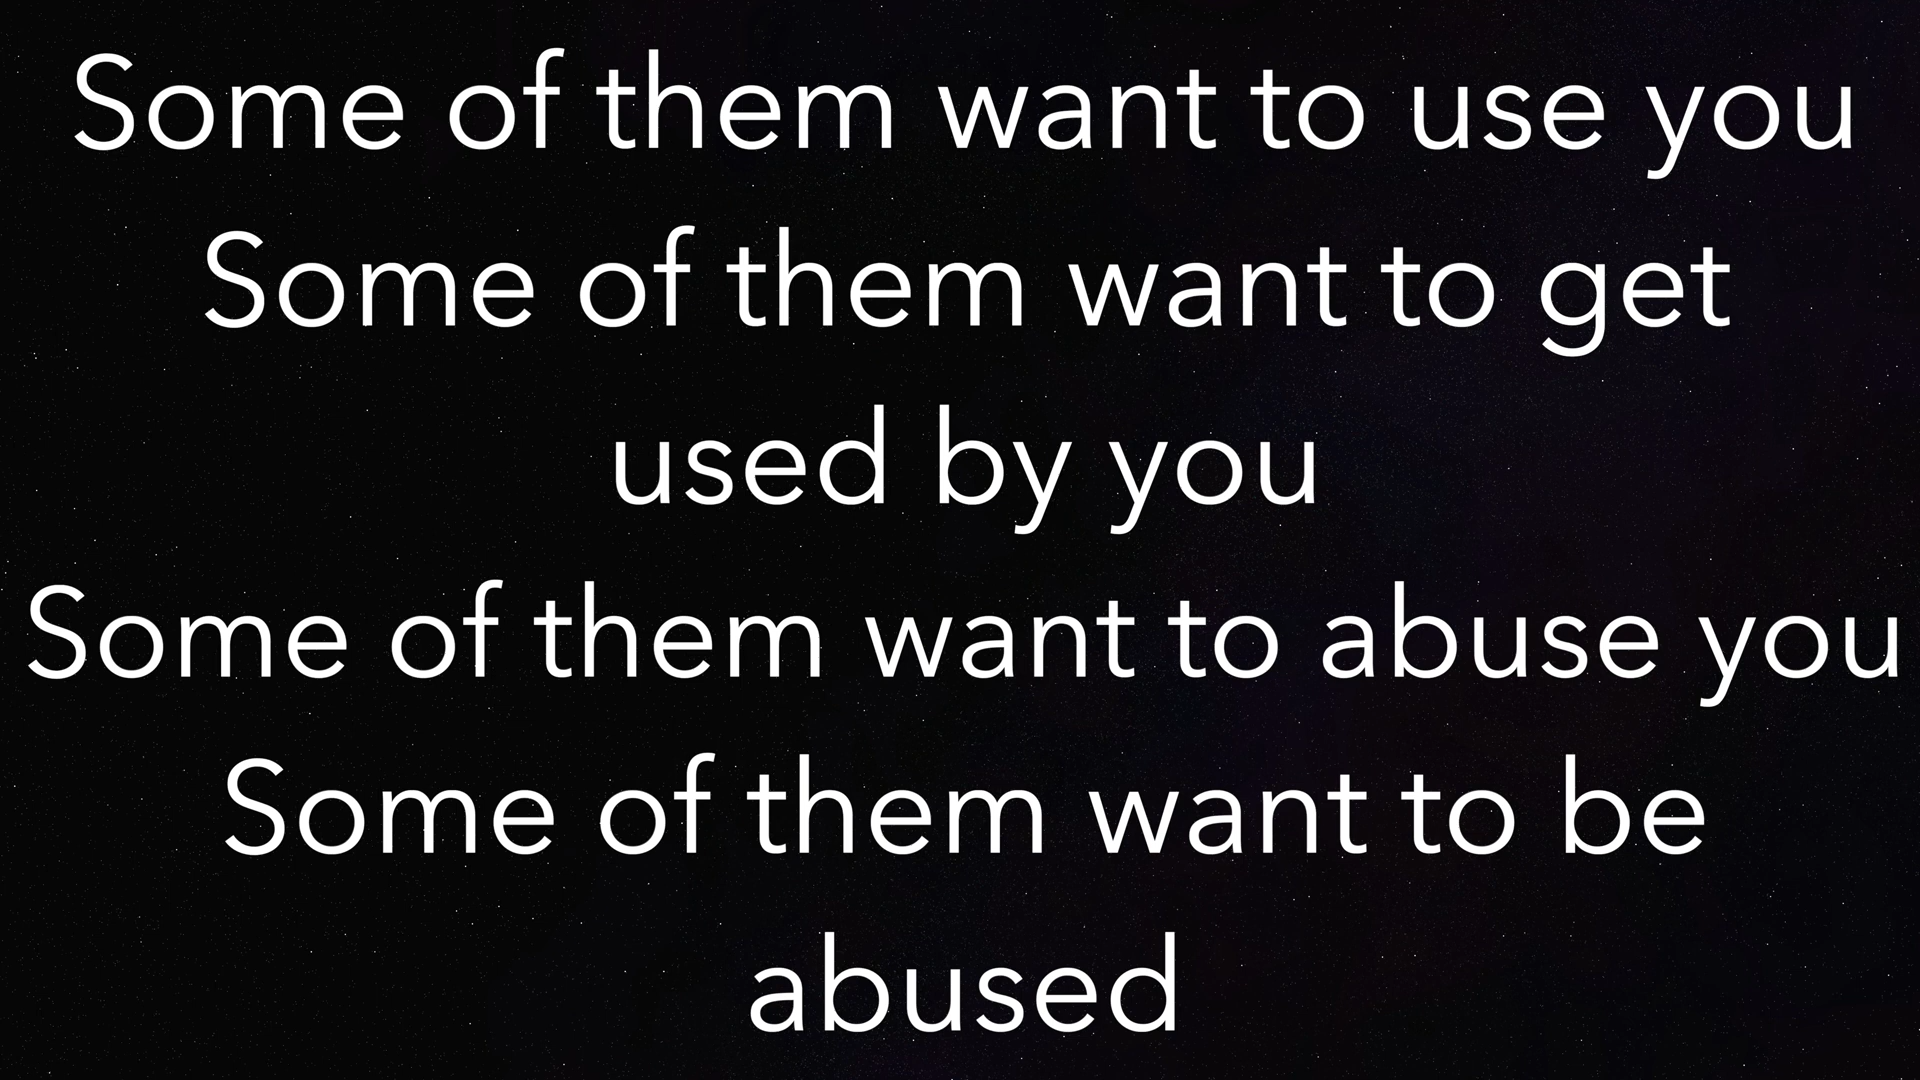 Some of them want to use you
Some of them want to get
used by you
Some of them want to abuse you
Some of them want to be
abused